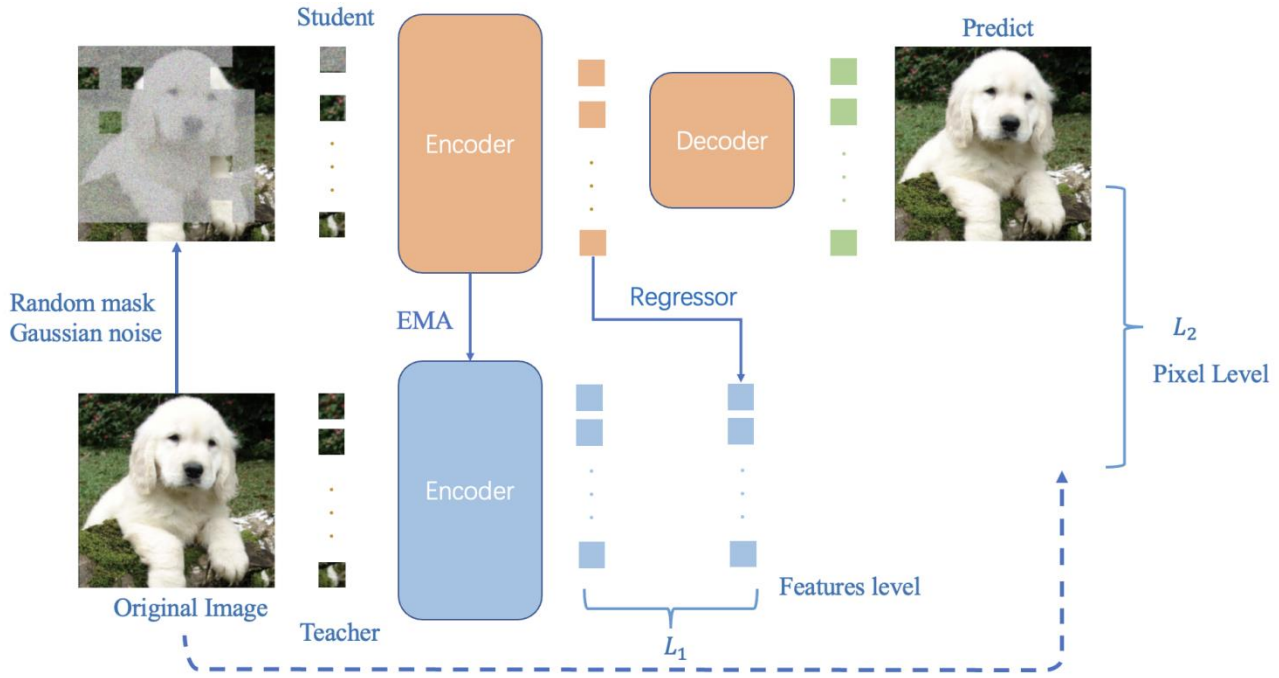 Student
Predict
Encoder
Decoder
Random mask
Gaussian noise
EMA
Regressor
L₂
Pixel Level
Encoder
Original Image
Teacher
Features level
L₁